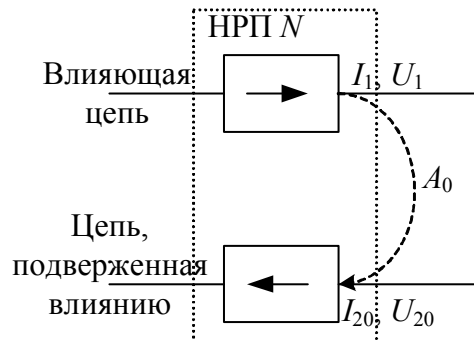 НРП N
Влияющая
цепь
I₁, U₁
A₀
Цепь,
подверженная
влиянию
I₂₀, U₂₀